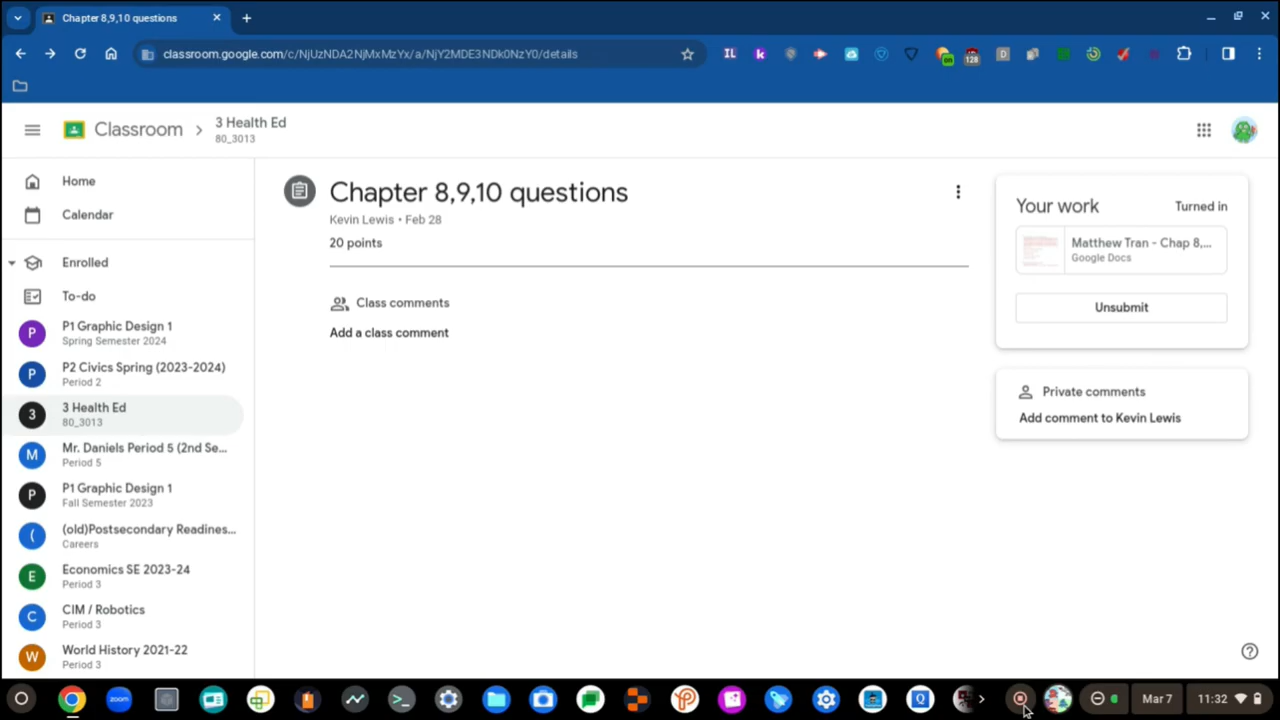 Chapter 8,9,10 questions
classroom.google.com/c/NjUzNDA2NjMxMzYx/a/NjY2MDE3NDk0NzY0/details
IL
k
on
128
D
Classroom
3 Health Ed
80_3013
Home
Calendar
Enrolled
To-do
P
P1 Graphic Design 1
Spring Semester 2024
P
P2 Civics Spring (2023-2024)
Period 2
3
3 Health Ed
80_3013
M
Mr. Daniels Period 5 (2nd Se...
Period 5
P
P1 Graphic Design 1
Fall Semester 2023
(
(old)Postsecondary Readines...
Careers
E
Economics SE 2023-24
Period 3
C
CIM / Robotics
Period 3
W
World History 2021-22
Period 3
Chapter 8,9,10 questions
Kevin Lewis • Feb 28
20 points
Class comments
Add a class comment
Your work
Turned in
Matthew Tran - Chap 8,...
Google Docs
Unsubmit
Private comments
Add comment to Kevin Lewis
zoom
Q
Mar 7
11:32